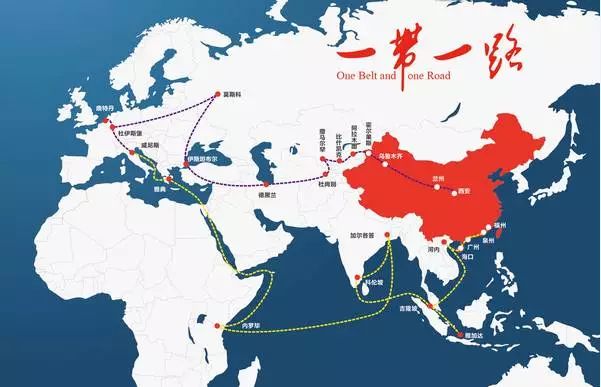 一带一路
One Belt and one Road
莫斯科
鹿特丹
杜伊斯堡
威尼斯
雅典
伊斯坦布尔
德黑兰
撒马尔罕
比什凯克
阿拉木图
霍尔果斯
杜尚别
乌鲁木齐
兰州
西安
福州
泉州
广州
海口
河内
加尔各答
科伦坡
吉隆坡
雅加达
内罗毕